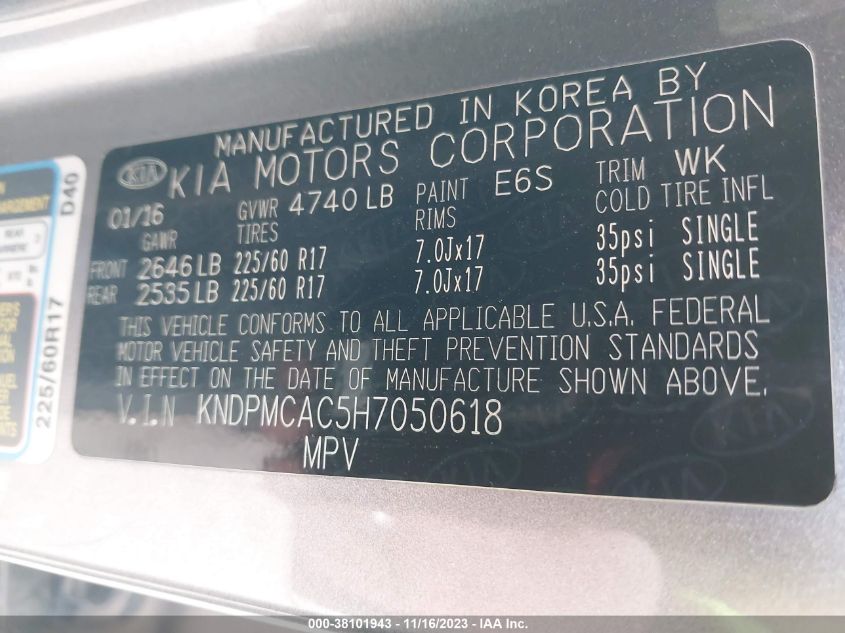 MANUFACTURED IN KOREA BY
KIA KIA MOTORS CORPORATION
01/16 GVWR 4740 LB PAINT E6S TRIM WK
GAWR TIRES RIMS COLD TIRE INFL
FRONT 2646 LB 225/60 R17 7.0Jx17 35psi SINGLE
REAR 2535 LB 225/60 R17 7.0Jx17 35psi SINGLE
THIS VEHICLE CONFORMS TO ALL APPLICABLE U.S.A. FEDERAL
MOTOR VEHICLE SAFETY AND THEFT PREVENTION STANDARDS
IN EFFECT ON THE DATE OF MANUFACTURE SHOWN ABOVE.
V.I.N KNDPMCAC5H7050618
MPV
D40
225/60R17
REAR
000-38101943 - 11/16/2023 - IAA Inc.